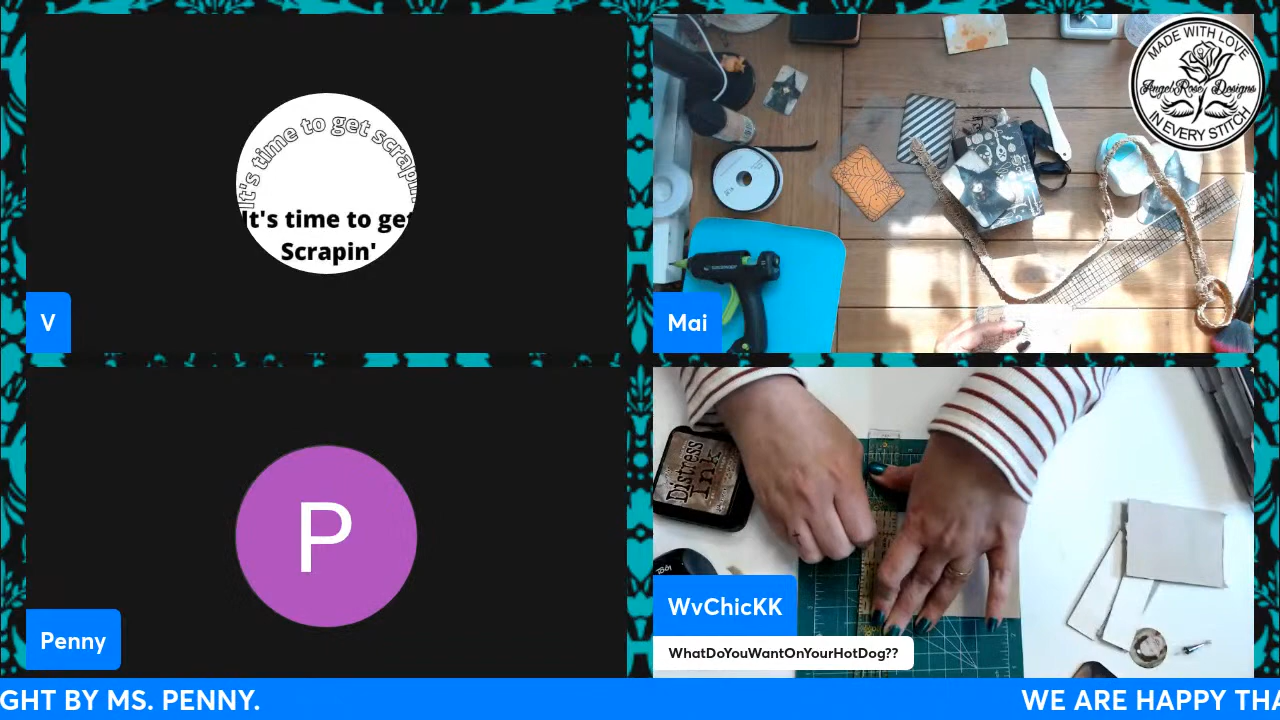 It's time to get scrapin'
It's time to get
Scrapin'
V
MADE WITH LOVE
AngelRose Designs
IN EVERY STITCH
Mai
P
Penny
Distress
Ink
WvChicKK
WhatDoYouWantOnYourHotDog??
GHT BY MS. PENNY.
WE ARE HAPPY THA